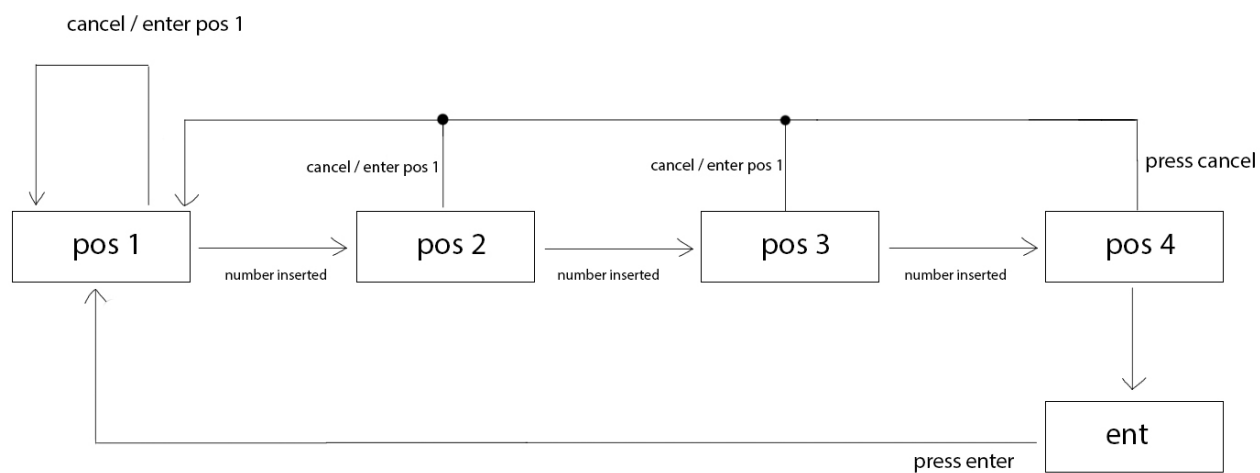 cancel / enter pos 1
cancel / enter pos 1
cancel / enter pos 1
press cancel
pos 1
pos 2
pos 3
pos 4
number inserted
number inserted
number inserted
ent
press enter